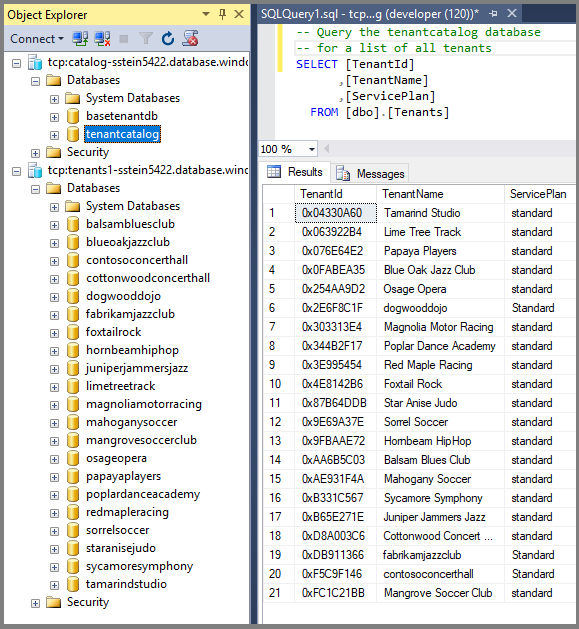 Object Explorer
Connect
tcp:catalog-sstein5422.database.windo
Databases
System Databases
basetenantdb
tenantcatalog
Security
tcp:tenants1-sstein5422.database.win
Databases
System Databases
balsambluesclub
blueoakjazzclub
contosoconcerthall
cottonwoodconcerthall
dogwooddojo
fabrikamjazzclub
foxtailrock
hornbeamhiphop
juniperjammersjazz
limetreetrack
magnoliamotorracing
mahoganysoccer
mangrovesoccerclub
osageopera
papayaplayers
poplardanceacademy
redmapleracing
sorrelsoccer
staranisejudo
sycamoresymphony
tamarindstudio
Security
SQLQuery1.sql - tcp...g (developer (120))*
-- Query the tenantcatalog database
-- for a list of all tenants
SELECT [TenantId]
,[TenantName]
,[ServicePlan]
FROM [dbo].[Tenants]
100 %
Results Messages
TenantId TenantName ServicePlan
1 0x04330A60 Tamarind Studio standard
2 0x063922B4 Lime Tree Track standard
3 0x076E64E2 Papaya Players standard
4 0x0FABEA35 Blue Oak Jazz Club standard
5 0x254AA9D2 Osage Opera standard
6 0x2E6F8C1F dogwooddojo Standard
7 0x303313E4 Magnolia Motor Racing standard
8 0x344B2F17 Poplar Dance Academy standard
9 0x3E995454 Red Maple Racing standard
10 0x4E8142B6 Foxtail Rock standard
11 0x87B64DDB Star Anise Judo standard
12 0x9E69A37E Sorrel Soccer standard
13 0x9FBAAE72 Hornbeam HipHop standard
14 0xAA6B5C03 Balsam Blues Club standard
15 0xAE931F4A Mahogany Soccer standard
16 0xB331C567 Sycamore Symphony standard
17 0xB65E271E Juniper Jammers Jazz standard
18 0xD8A003C6 Cottonwood Concert ... standard
19 0xDB911366 fabrikamjazzclub Standard
20 0xF5C9F146 contosoconcerthall Standard
21 0xFC1C21BB Mangrove Soccer Club standard